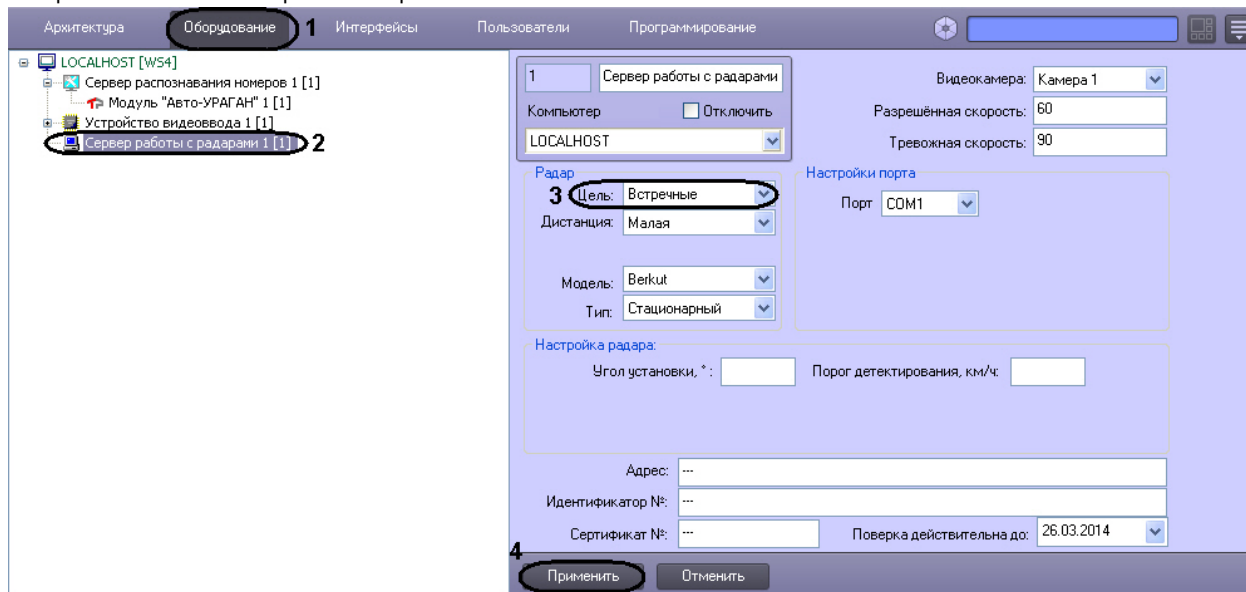 Архитектура Оборудование 1 Интерфейсы Пользователи Программирование
LOCALHOST [WS4]
Сервер распознавания номеров 1 [1]
Модуль "Авто-УРАГАН" 1 [1]
Устройство видеоввода 1 [1]
Сервер работы с радарами 1 [1] 2
1 Сервер работы с радарами
Компьютер Отключить
LOCALHOST
Видеокамера: Камера 1
Разрешённая скорость: 60
Тревожная скорость: 90
Радар
3 Цель: Встречные
Дистанция: Малая
Модель: Berkut
Тип: Стационарный
Настройки порта
Порт COM1
Настройка радара:
Угол установки, °: Порог детектирования, км/ч:
Адрес: ---
Идентификатор №: ---
Сертификат №: --- Поверка действительна до: 26.03.2014
4
Применить Отменить